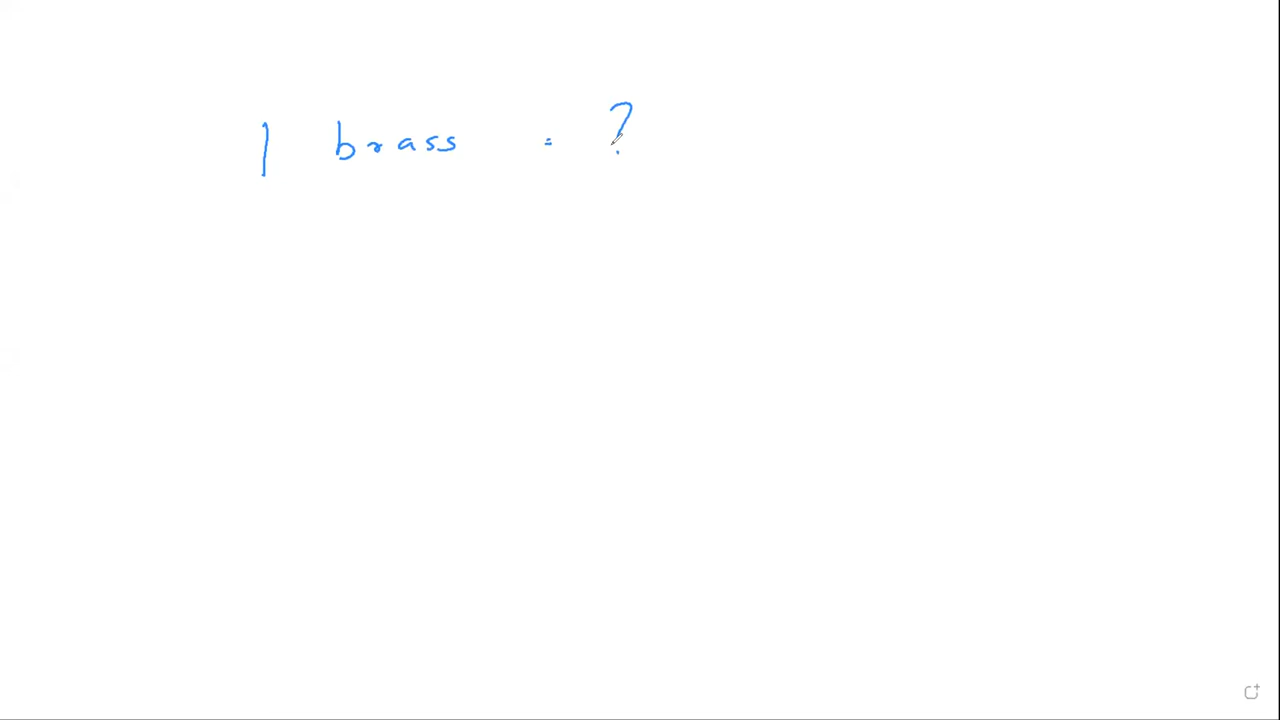 1 brass = ?